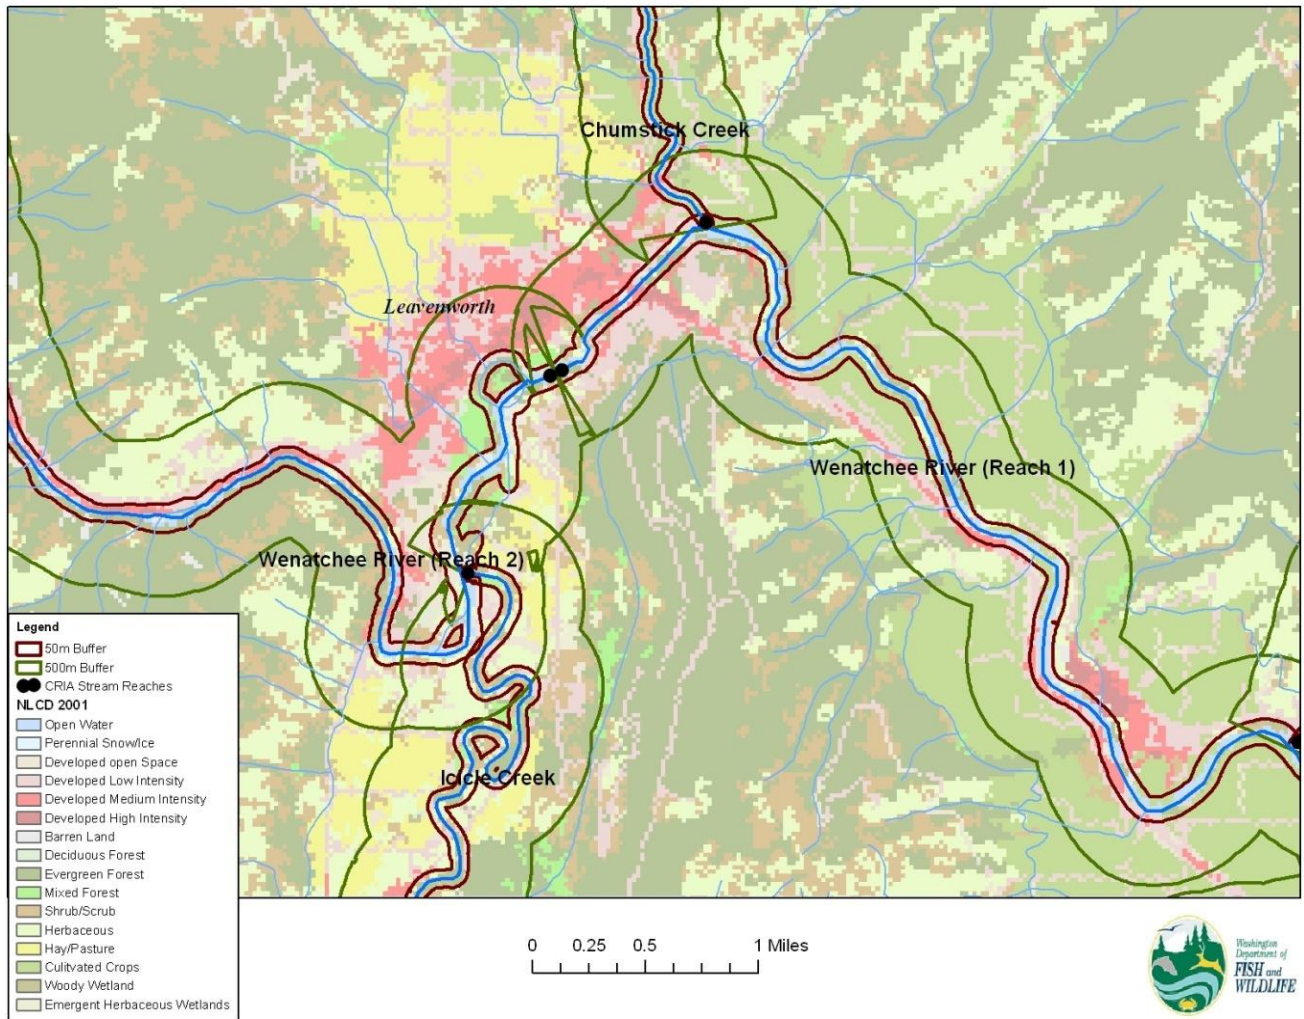 Chumstick Creek
Leavenworth
Wenatchee River (Reach 1)
Wenatchee River (Reach 2)
Icicle Creek
Legend
50m Buffer
500m Buffer
CRIA Stream Reaches
NLCD 2001
Open Water
Perennial Snow/Ice
Developed open Space
Developed Low Intensity
Developed Medium Intensity
Developed High Intensity
Barren Land
Deciduous Forest
Evergreen Forest
Mixed Forest
Shrub/Scrub
Herbaceous
Hay/Pasture
Culitvated Crops
Woody Wetland
Emergent Herbaceous Wetlands
0 0.25 0.5 1 Miles
Washington
Department of
FISH and
WILDLIFE